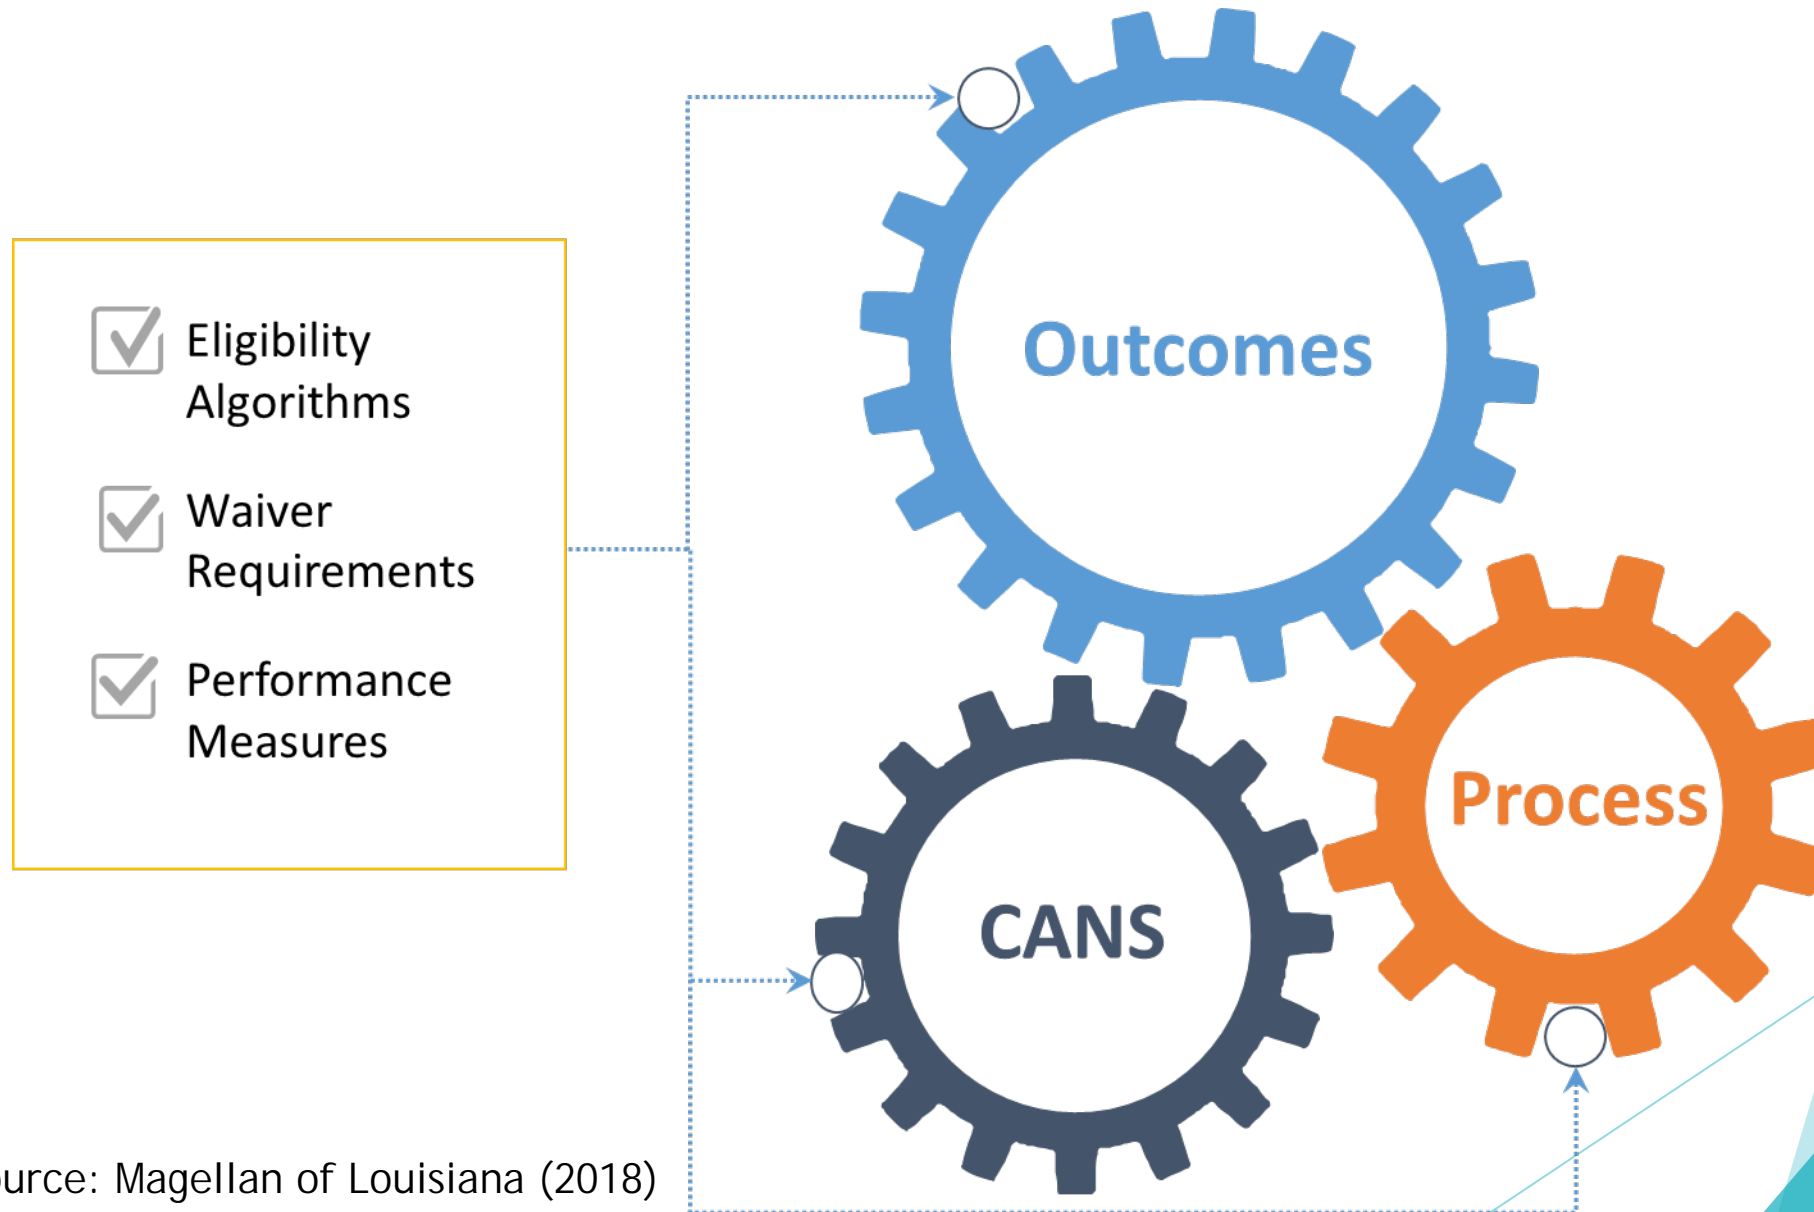 Eligibility
Algorithms
Waiver
Requirements
Performance
Measures
Outcomes
Process
CANS
urce: Magellan of Louisiana (2018)